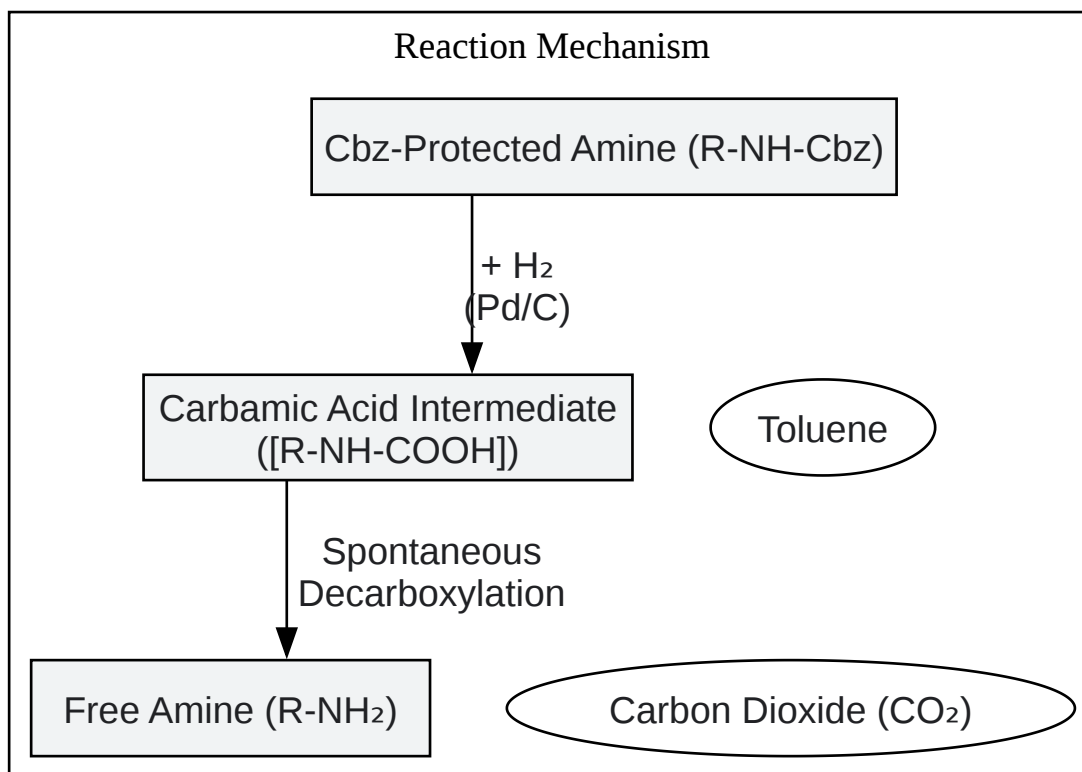 Reaction Mechanism
Cbz-Protected Amine (R-NH-Cbz)
+ H₂
(Pd/C)
Carbamic Acid Intermediate
([R-NH-COOH])
Toluene
Spontaneous
Decarboxylation
Free Amine (R-NH₂)
Carbon Dioxide (CO₂)